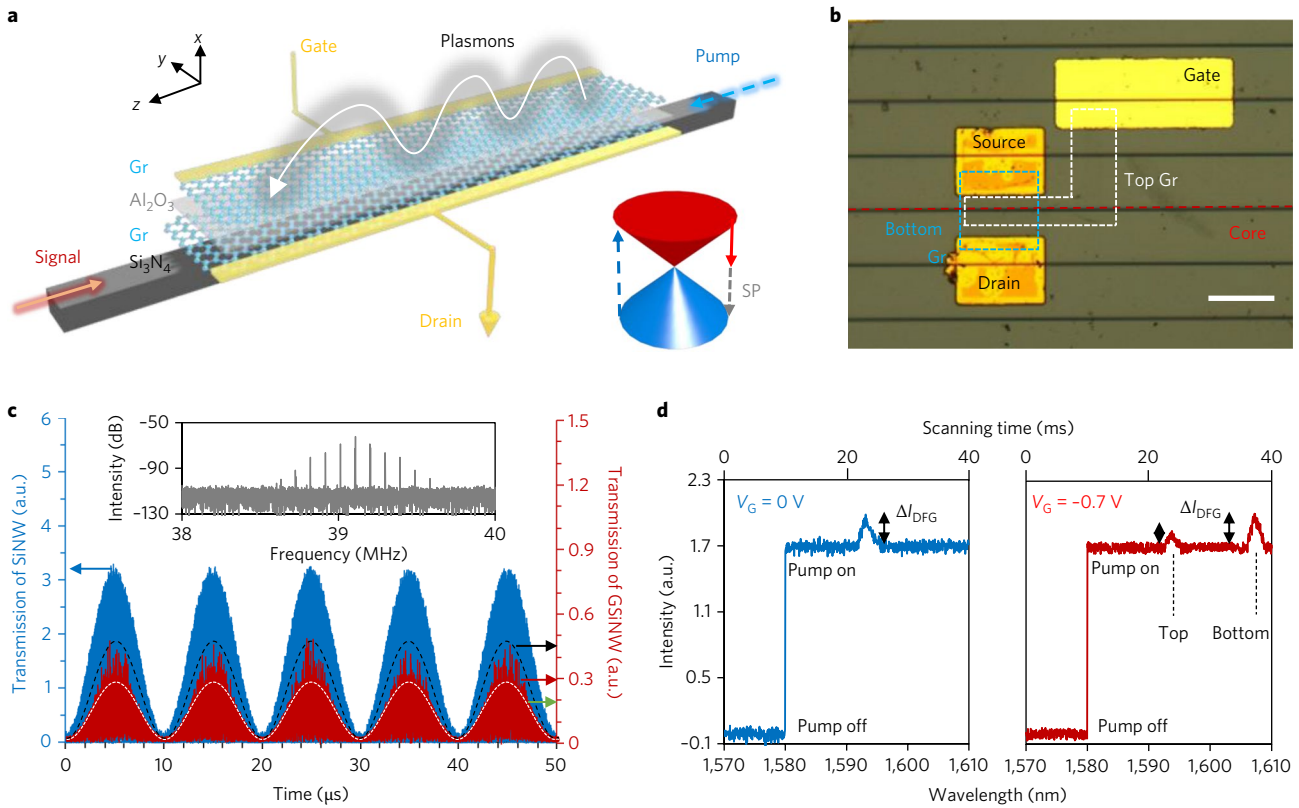 a
x
y
z
Gate
Plasmons
Pump
Gr
Al₂O₃
Gr
Si₃N₄
Signal
Drain
SP
b
Gate
Source
Top Gr
Bottom
Gr
Core
Drain
c
Transmission of SiNW (a.u.)
6
5
4
3
2
1
0
Intensity (dB)
−50
−90
−130
38 39 40
Frequency (MHz)
1.5
1.2
0.9
0.6
0.3
0
Transmission of GSiNW (a.u.)
0 10 20 30 40 50
Time (µs)
d
Scanning time (ms)
0 20 40 0 20 40
Intensity (a.u.)
2.3
1.7
1.1
0.5
−0.1
V_G = 0 V
ΔI_DFG
Pump on
Pump off
V_G = −0.7 V
ΔI_DFG
Pump on
Top
Bottom
Pump off
1,570 1,580 1,590 1,600 1,610 1,570 1,580 1,590 1,600 1,610
Wavelength (nm)